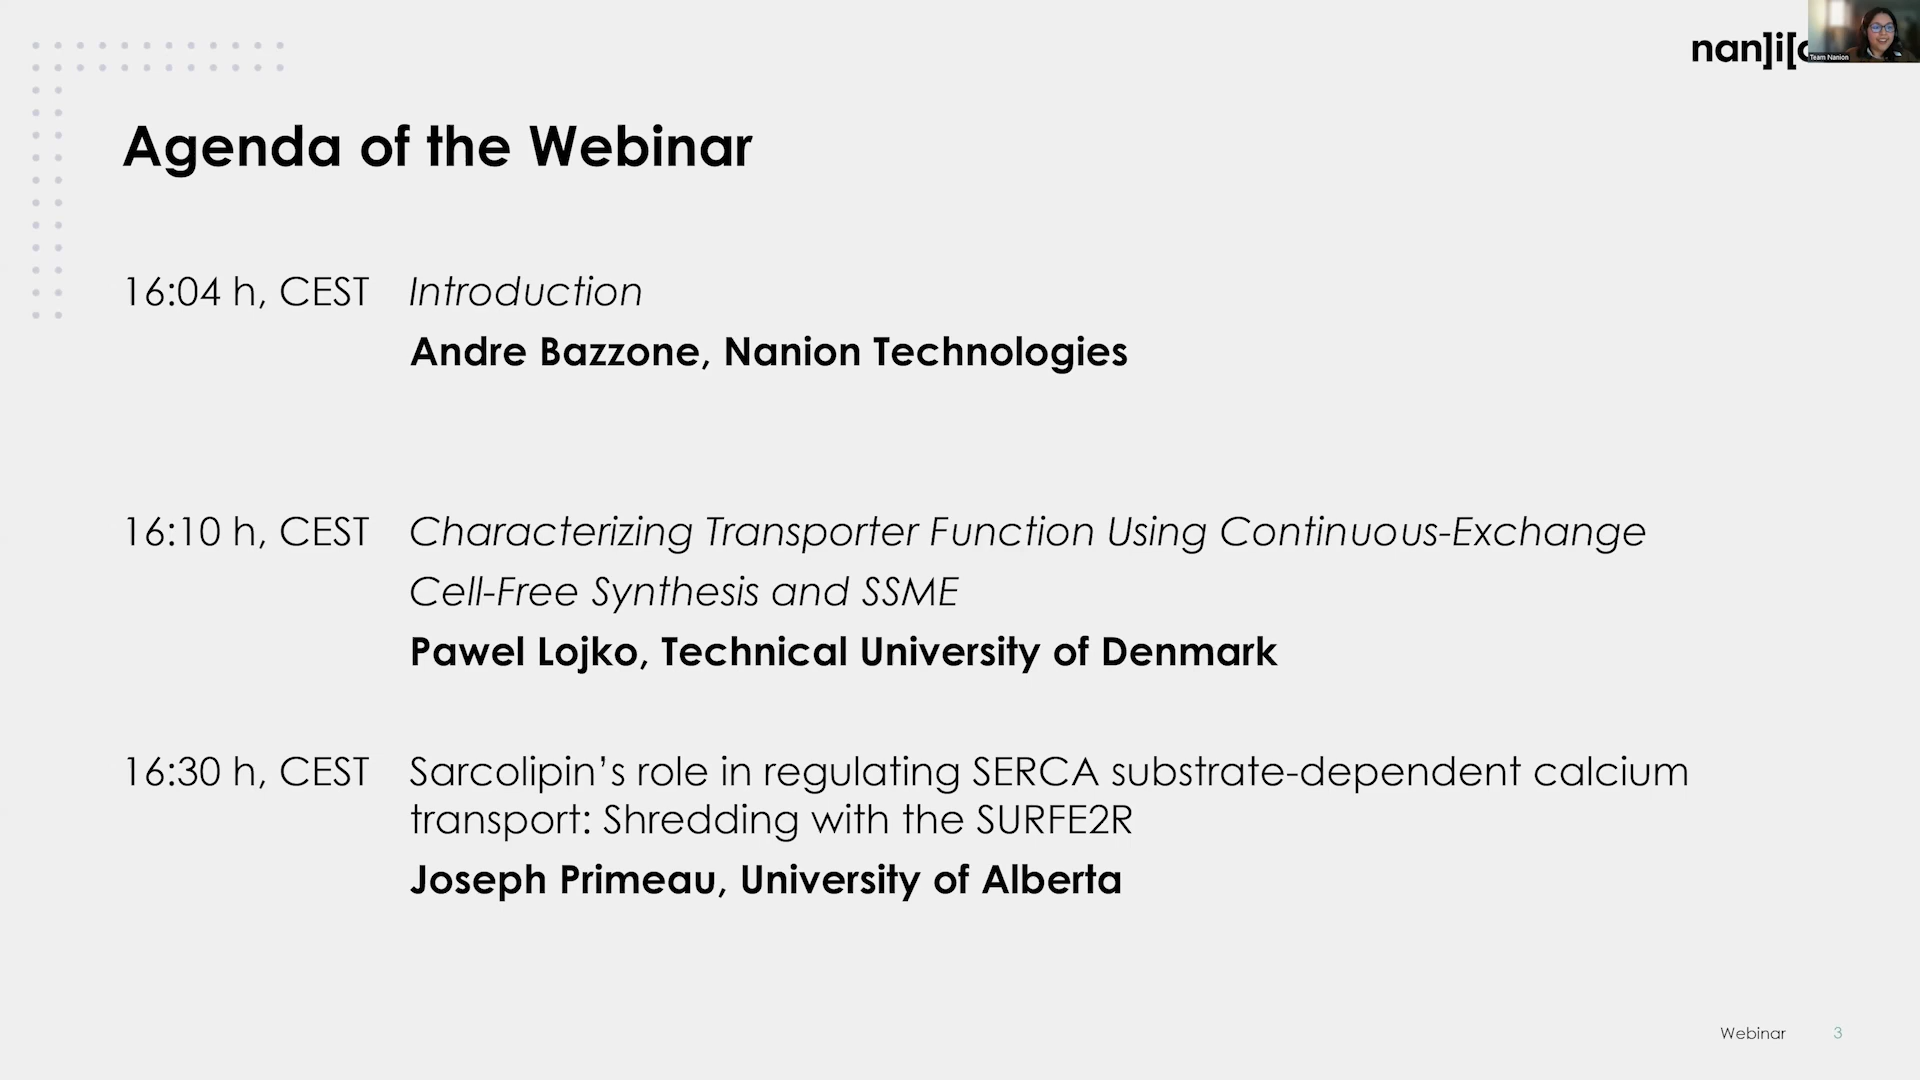 nan]i[
Team Nanion
Agenda of the Webinar
16:04 h, CEST Introduction
Andre Bazzone, Nanion Technologies
16:10 h, CEST Characterizing Transporter Function Using Continuous-Exchange
Cell-Free Synthesis and SSME
Pawel Lojko, Technical University of Denmark
16:30 h, CEST Sarcolipin’s role in regulating SERCA substrate-dependent calcium
transport: Shredding with the SURFE2R
Joseph Primeau, University of Alberta
Webinar 3